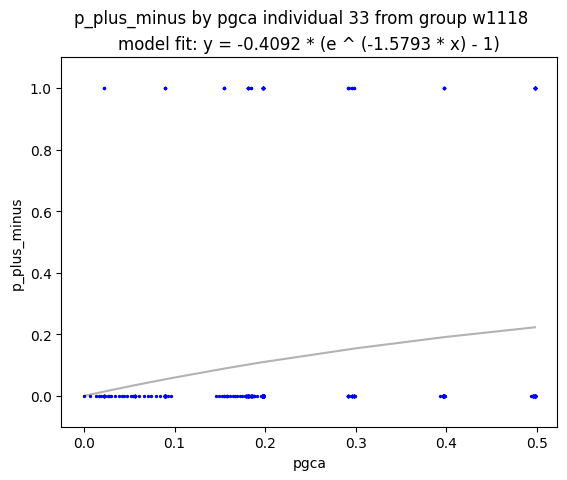 p_plus_minus by pgca individual 33 from group w1118
model fit: y = -0.4092 * (e ^ (-1.5793 * x) - 1)
1.0
0.8
0.6
0.4
0.2
0.0
p_plus_minus
0.0 0.1 0.2 0.3 0.4 0.5
pgca